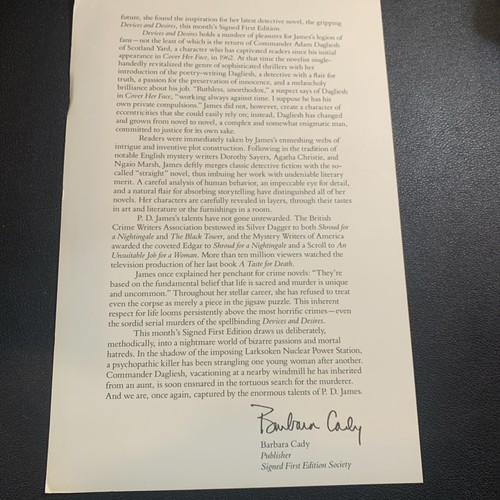 future, she found the inspiration for her latest detective novel, the gripping
Devices and Desires, this month's Signed First Edition.
Devices and Desires holds a number of pleasures for James's legion of
fans—not the least of which is the return of Commander Adam Dagliesh
of Scotland Yard, a character who has captivated readers since his initial
appearance in Cover Her Face, in 1962. At that time the novelist single-
handedly revitalized the genre of sophisticated thrillers with her
introduction of the poetry-writing Dagliesh, a detective with a flair for
truth, a passion for the preservation of innocence, and a melancholy
brilliance about his job. "Ruthless, unorthodox," a suspect says of Dagliesh
in Cover Her Face, "working always against time. I suppose he has his
own private compulsions." James did not, however, create a character of
eccentricities that she could easily rely on; instead, Dagliesh has changed
and grown from novel to novel, a complex and somewhat enigmatic man,
committed to justice for its own sake.
Readers were immediately taken by James's enmeshing webs of
intrigue and inventive plot construction. Following in the tradition of
notable English mystery writers Dorothy Sayers, Agatha Christie, and
Ngaio Marsh, James deftly merges classic detective fiction with the so-
called "straight" novel, thus imbuing her work with undeniable literary
merit. A careful analysis of human behavior, an impeccable eye for detail,
and a natural flair for absorbing storytelling have distinguished all of her
novels. Her characters are carefully revealed in layers, through their tastes
in art and literature or the furnishings in a room.
P. D. James's talents have not gone unrewarded. The British
Crime Writers Association bestowed its Silver Dagger to both Shroud for
a Nightingale and The Black Tower, and the Mystery Writers of America
awarded the coveted Edgar to Shroud for a Nightingale and a Scroll to An
Unsuitable Job for a Woman. More than ten million viewers watched the
television production of her last book A Taste for Death.
James once explained her penchant for crime novels: "They're
based on the fundamental belief that life is sacred and murder is unique
and uncommon." Throughout her stellar career, she has refused to treat
even the corpse as merely a piece in the jigsaw puzzle. This inherent
respect for life looms persistently above the most horrific crimes—even
the sordid serial murders of the spellbinding Devices and Desires.
This month's Signed First Edition draws us deliberately,
methodically, into a nightmare world of bizarre passions and mortal
hatreds. In the shadow of the imposing Larksoken Nuclear Power Station,
a psychopathic killer has been strangling one young woman after another.
Commander Dagliesh, vacationing at a nearby windmill he has inherited
from an aunt, is soon ensnared in the tortuous search for the murderer.
And we are, once again, captured by the enormous talents of P. D. James.
Barbara Cady
Barbara Cady
Publisher
Signed First Edition Society